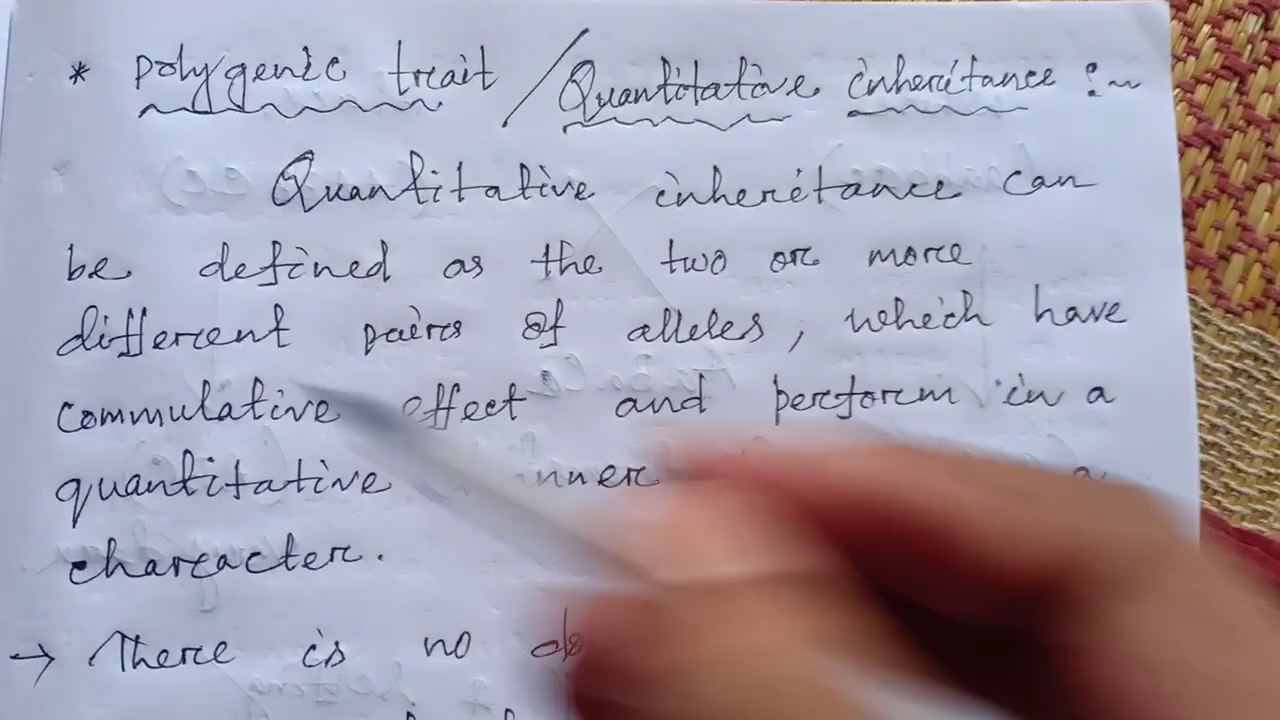 * Polygenic trait / Quantitative inheritance :~
Quantitative inheritance can
be defined as the two or more
different pairs of alleles, which have
commulative effect and perform in a
quantitative a
character.
→ There is no